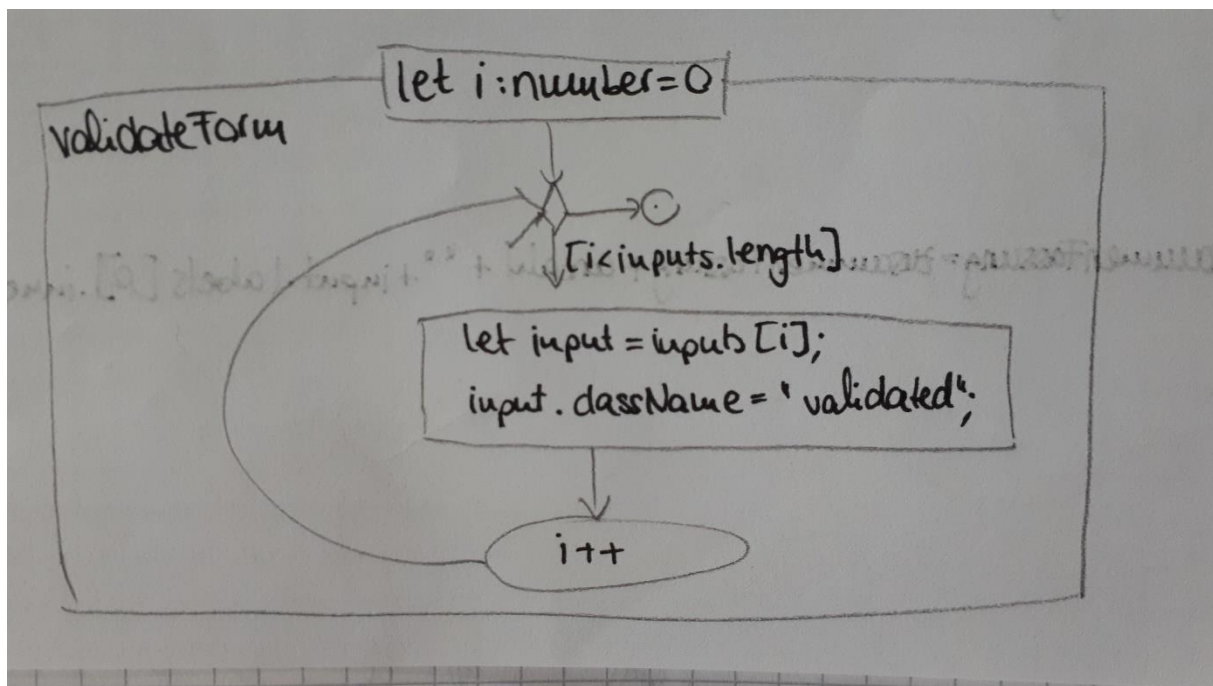 let i:number=0
validateForm
[i<inputs.length]
let input = inputs[i];
input.className = "validated";
i++